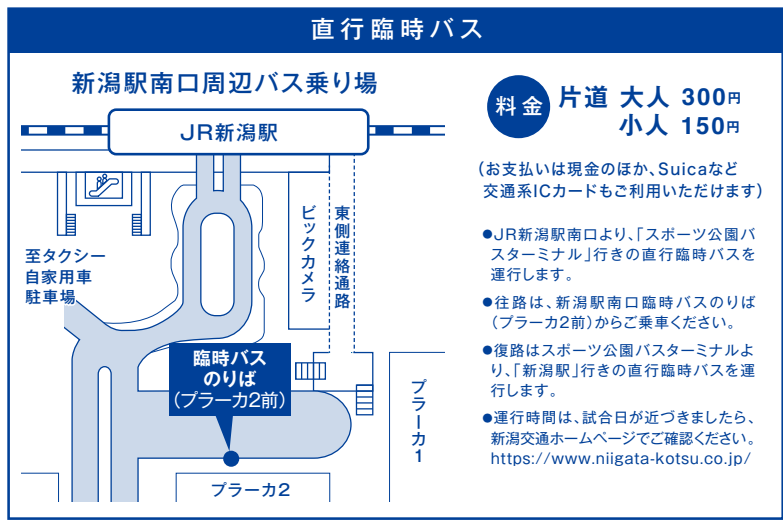 直行臨時バス
新潟駅南口周辺バス乗り場
JR新潟駅
至タクシー
自家用車
駐車場
ビックカメラ
東側連絡通路
臨時バス
のりば
(プラーカ2前)
プラーカ1
プラーカ2
料金 片道 大人 300円
小人 150円
(お支払いは現金のほか、Suicaなど
交通系ICカードもご利用いただけます)
●JR新潟駅南口より、「スポーツ公園バ
スターミナル」行きの直行臨時バスを
運行します。
●往路は、新潟駅南口臨時バスのりば
(プラーカ2前)からご乗車ください。
●復路はスポーツ公園バスターミナルよ
り、「新潟駅」行きの直行臨時バスを運
行します。
●運行時間は、試合日が近づきましたら、
新潟交通ホームページでご確認ください。
https://www.niigata-kotsu.co.jp/